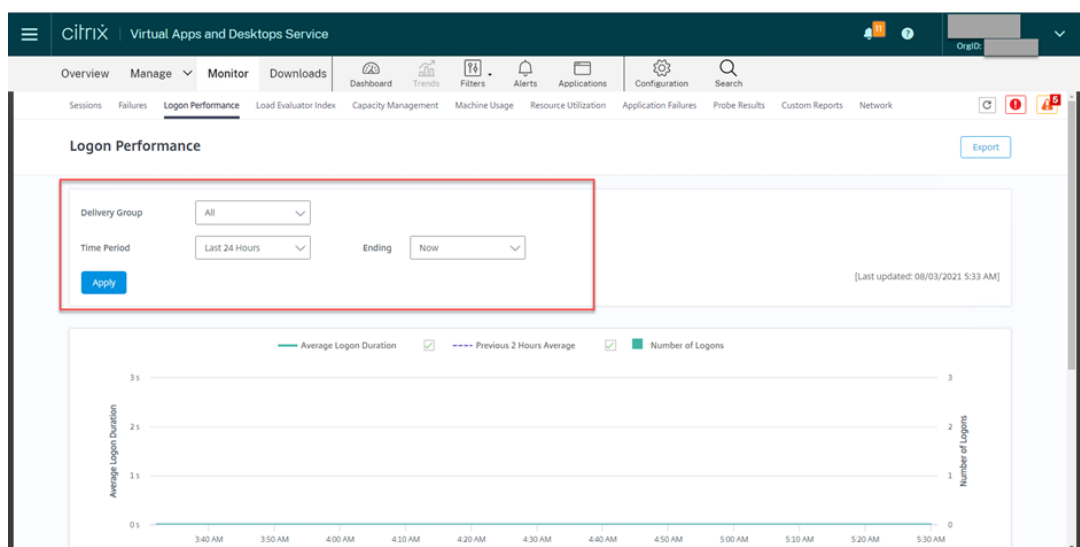 citrix | Virtual Apps and Desktops Service
11
?
OrgID:
Overview Manage Monitor Downloads Dashboard Trends Filters Alerts Applications Configuration Search
Sessions Failures Logon Performance Load Evaluator Index Capacity Management Machine Usage Resource Utilization Application Failures Probe Results Custom Reports Network
5
Logon Performance
Export
Delivery Group All
Time Period Last 24 Hours Ending Now
Apply
[Last updated: 08/03/2021 5:33 AM]
Average Logon Duration Previous 2 Hours Average Number of Logons
3 s 3
2 s 2
1 s 1
0 s 0
Average Logon Duration
Number of Logons
3:40 AM 3:50 AM 4:00 AM 4:10 AM 4:20 AM 4:30 AM 4:40 AM 4:50 AM 5:00 AM 5:10 AM 5:20 AM 5:30 AM